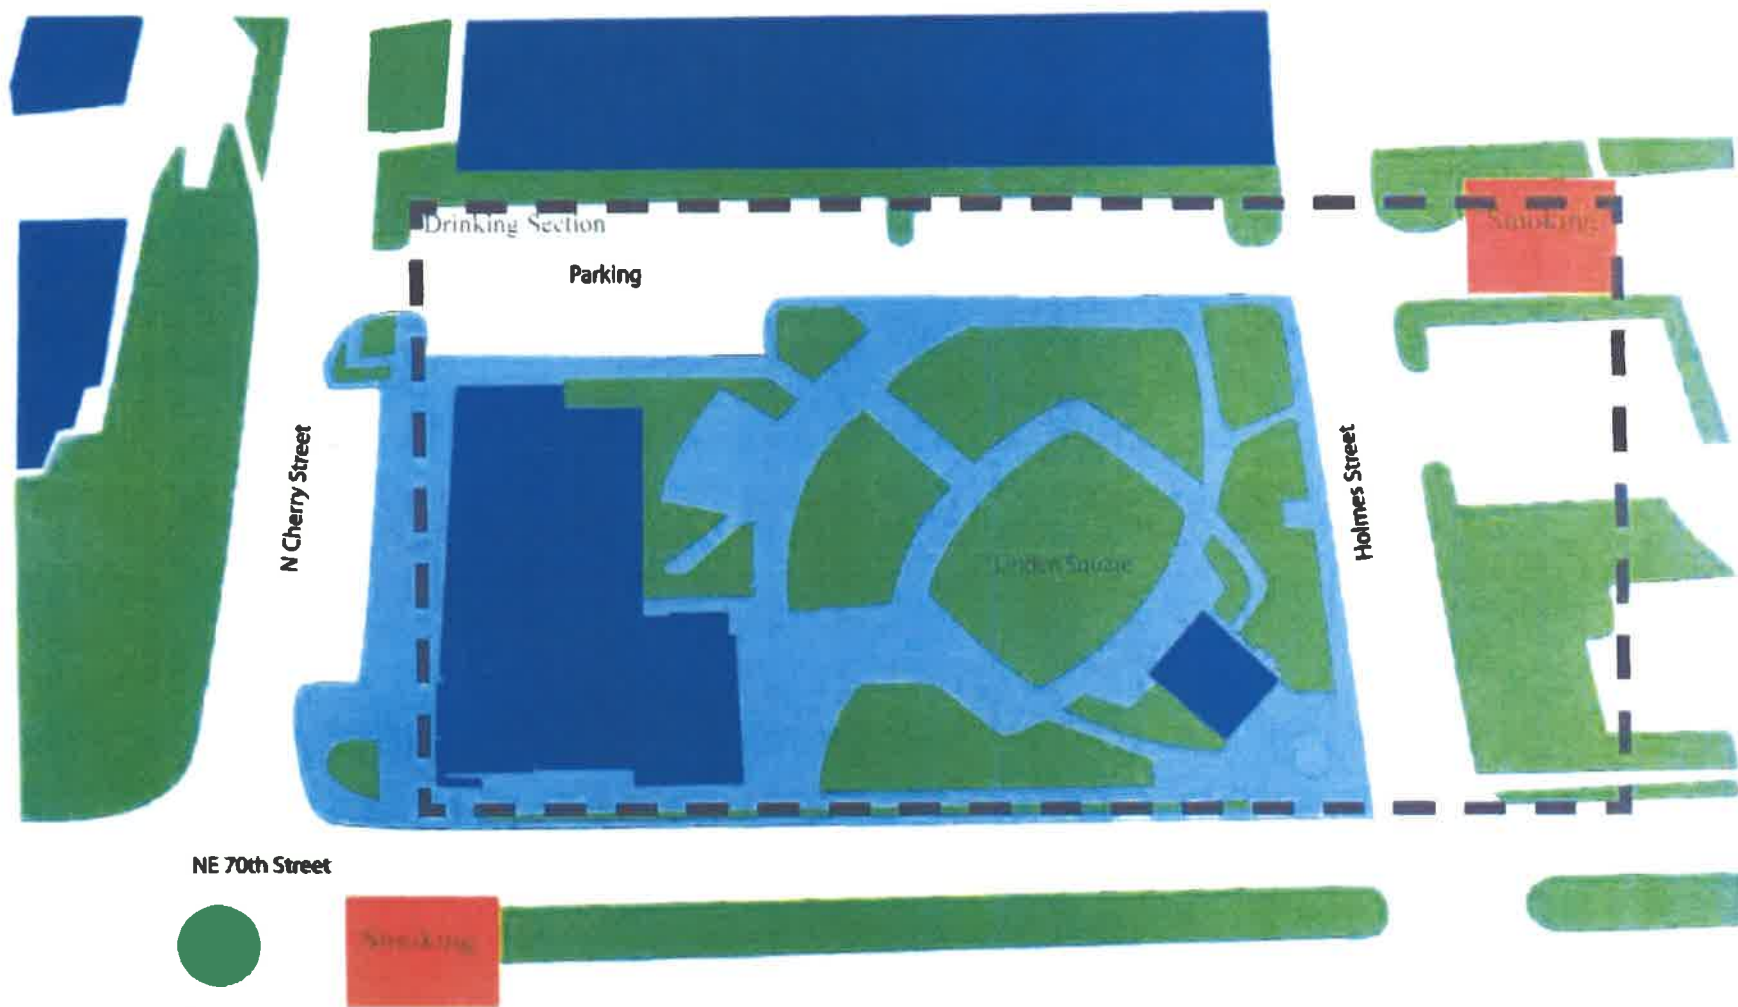 Drinking Section
Smoking
Parking
N Cherry Street
Holmes Street
Linden Square
NE 70th Street
Smoking